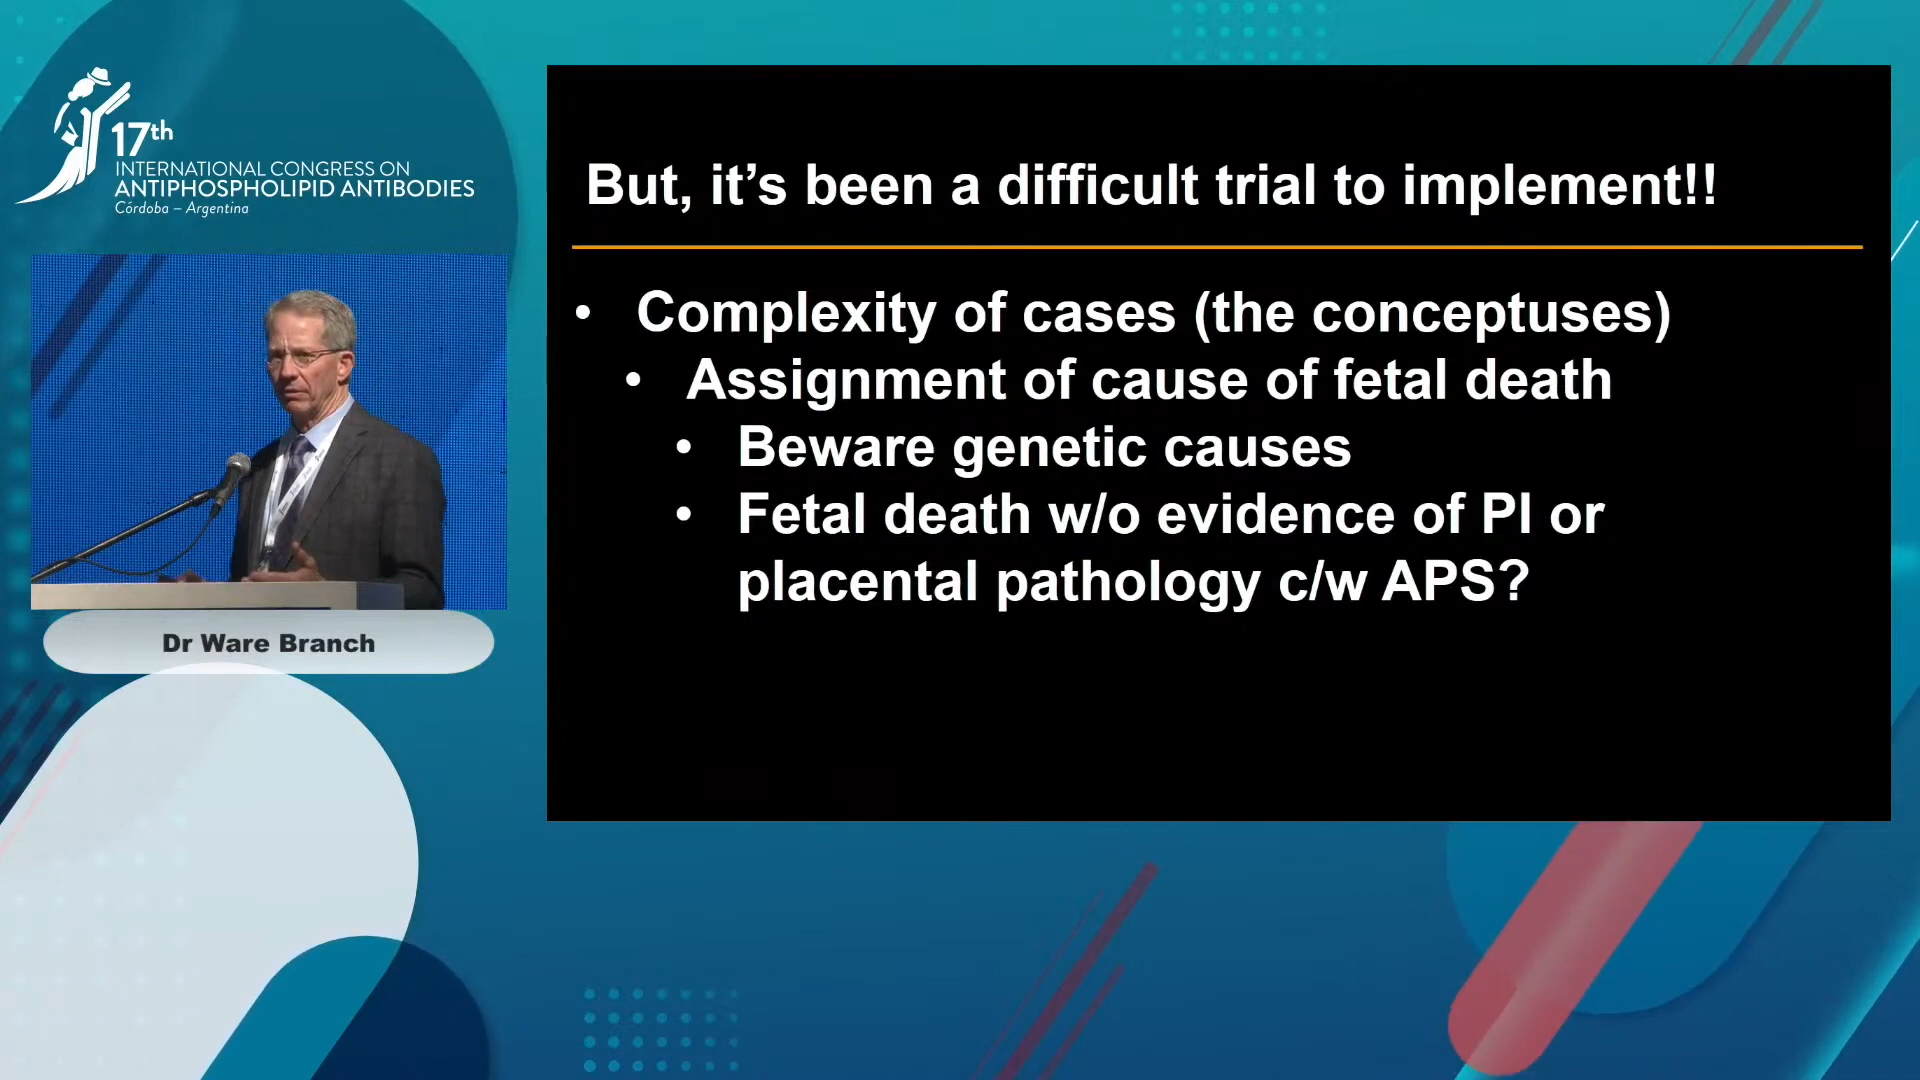 17th
INTERNATIONAL CONGRESS ON
ANTIPHOSPHOLIPID ANTIBODIES
Córdoba – Argentina
Dr Ware Branch
But, it’s been a difficult trial to implement!!
• Complexity of cases (the conceptuses)
• Assignment of cause of fetal death
• Beware genetic causes
• Fetal death w/o evidence of PI or
placental pathology c/w APS?